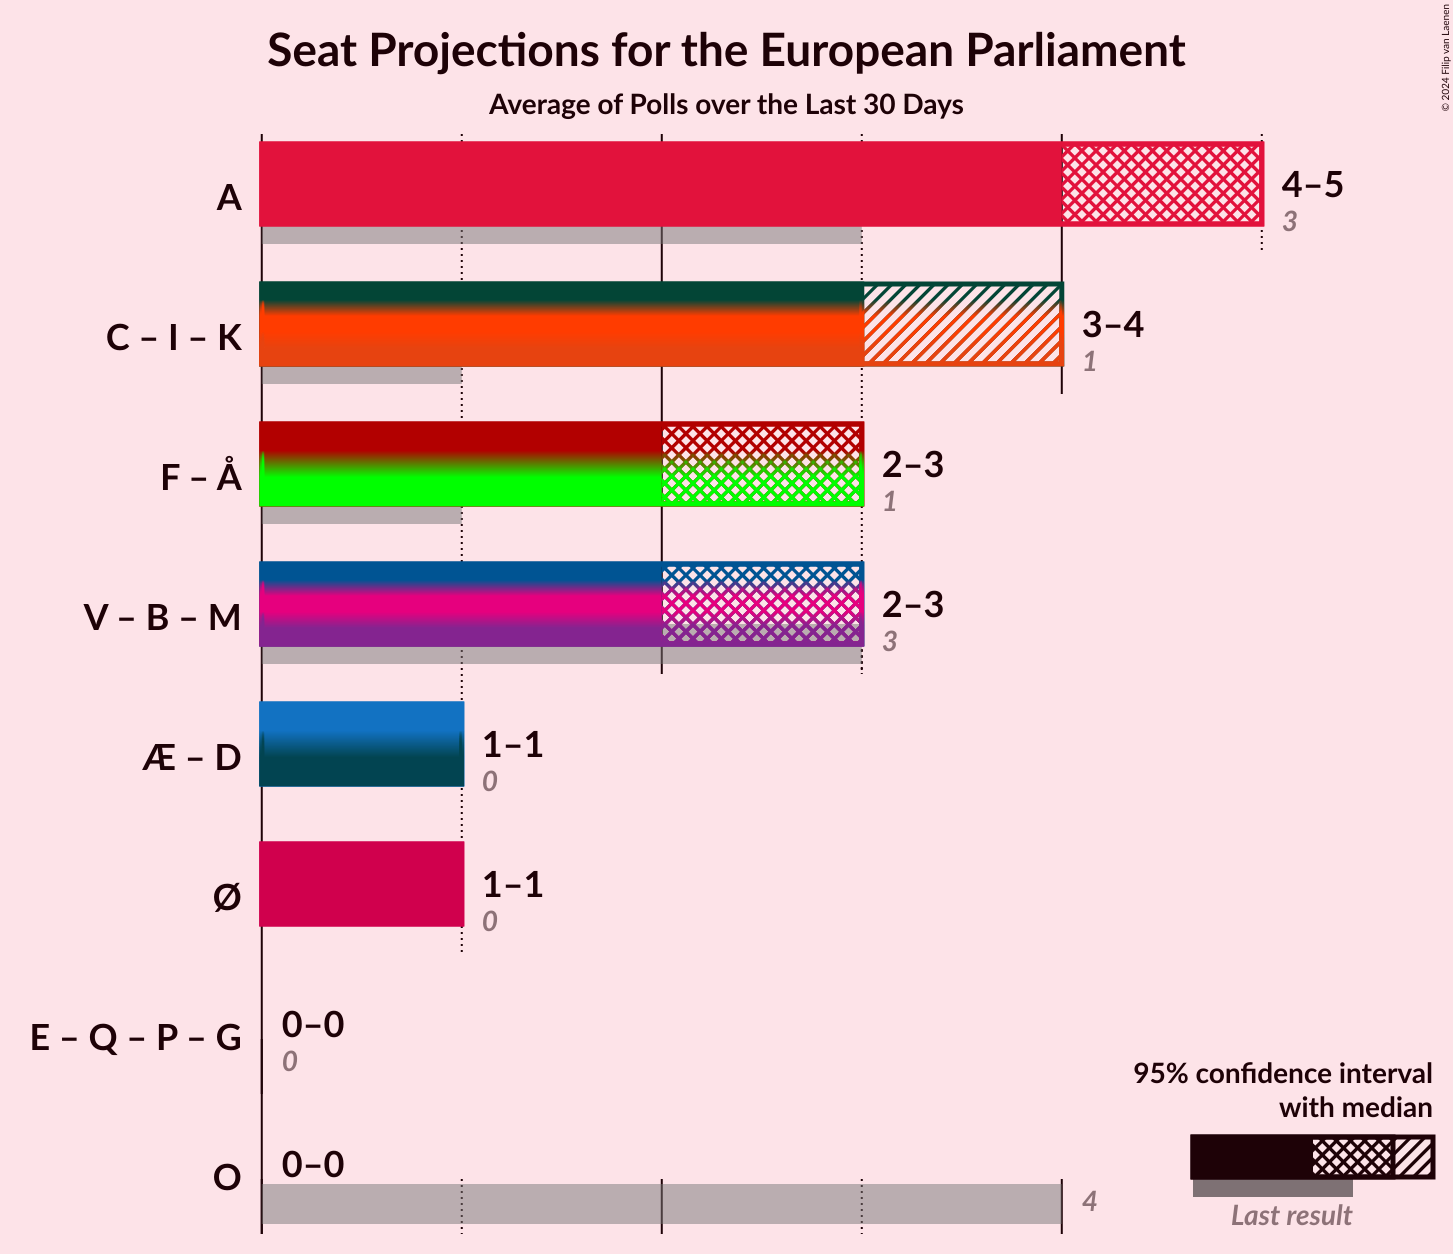 Seat Projections for the European Parliament
Average of Polls over the Last 30 Days
© 2024 Filip van Laenen
A
4–5
3
C – I – K
3–4
1
F – Å
2–3
1
V – B – M
2–3
3
Æ – D
1–1
0
Ø
1–1
0
E – Q – P – G
0–0
0
O
0–0
4
95% confidence interval
with median
Last result